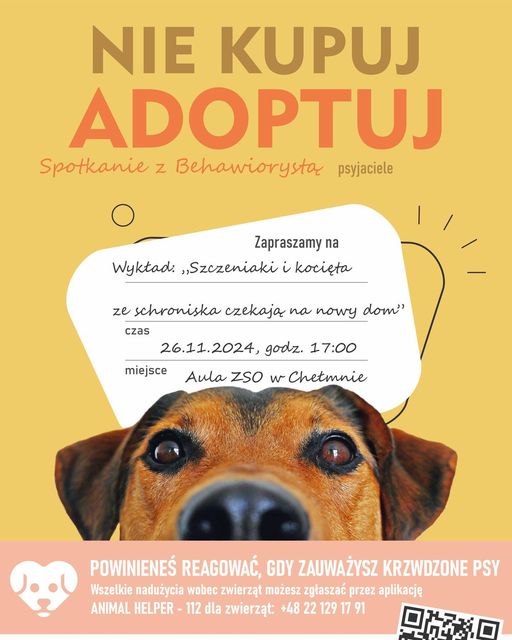 NIE KUPUJ
ADOPTUJ
Spotkanie z Behawiorystą psyjaciele
Zapraszamy na
Wykład: ,,Szczeniaki i kocięta
ze schroniska czekają na nowy dom"
czas
26.11.2024, godz. 17:00
miejsce
Aula ZSO w Chełmnie
POWINIENEŚ REAGOWAĆ, GDY ZAUWAŻYSZ KRZWDZONE PSY
Wszelkie nadużycia wobec zwierząt możesz zgłaszać przez aplikację
ANIMAL HELPER - 112 dla zwierząt: +48 22 129 17 91